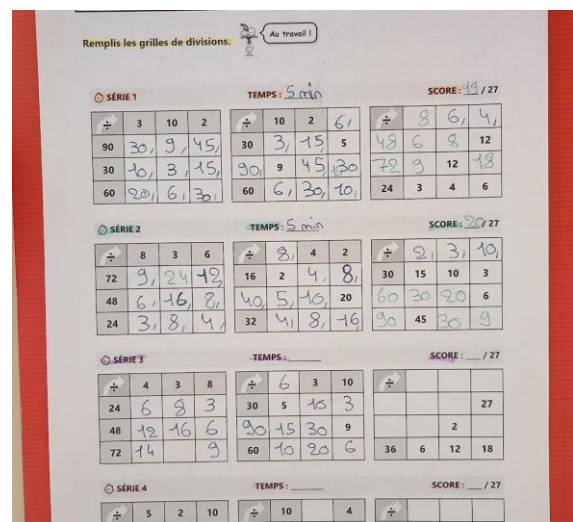 Remplis les grilles de divisions.
Au travail !
SÉRIE 1 TEMPS : 5 min SCORE : 19 / 27
÷ 3 10 2 ÷ 10 2 6, ÷ 8 6, 4,
90 30, 9, 45, 30 3, 15, 5 48 6 8 12
30 10, 3, 15, 90, 9 45, 30 72 9 12 18
60 20, 6, 30, 60 6, 30, 10, 24 3 4 6
SÉRIE 2 TEMPS : 5 min SCORE : 20 / 27
÷ 8 3 6 ÷ 8, 4 2 ÷ 2, 3, 10,
72 9, 24 12, 16 2 4, 8, 30 15 10 3
48 6, 16, 8, 40, 5, 10, 20 60 30 20 6
24 3, 8, 4, 32 4, 8, 16 90 45 30 9
SÉRIE 3 TEMPS : ______ SCORE : ___ / 27
÷ 4 3 8 ÷ 6 3 10 ÷
24 6 8 3 30 5 10 3 27
48 12 16 6 90 15 30 9 2
72 14 9 60 10 20 6 36 6 12 18
SÉRIE 4 TEMPS : ______ SCORE : ___ / 27
÷ 5 2 10 ÷ 10 4 ÷